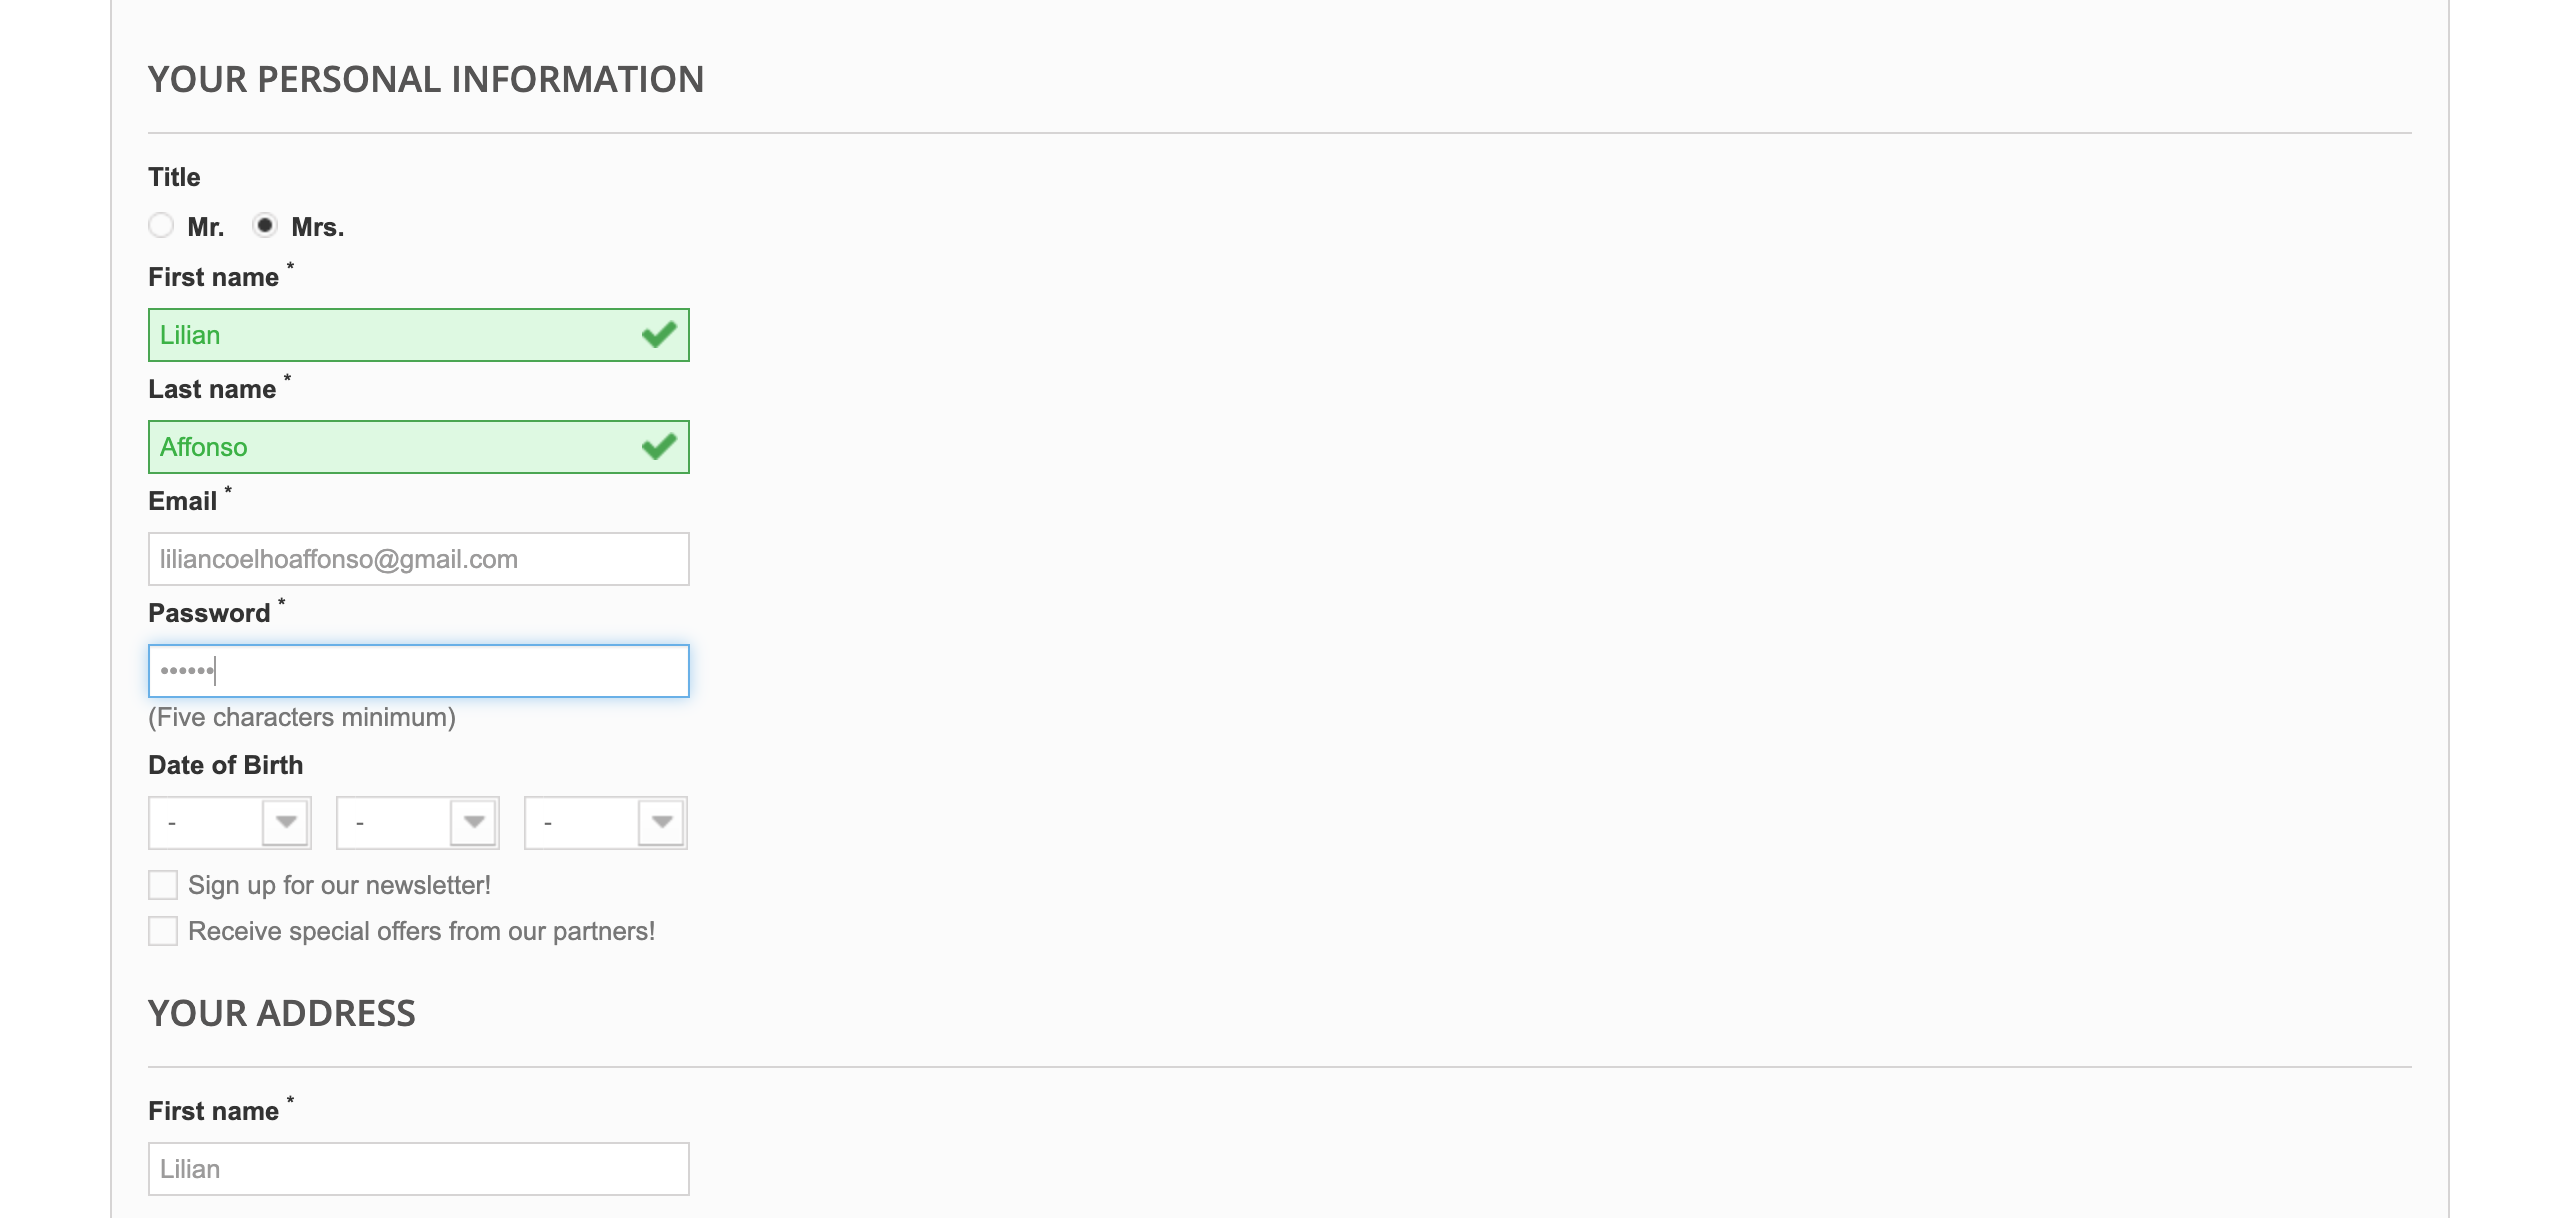 YOUR PERSONAL INFORMATION
Title
Mr. Mrs.
First name *
Lilian
Last name *
Affonso
Email *
liliancoelhoaffonso@gmail.com
Password *
••••••
(Five characters minimum)
Date of Birth
- - -
Sign up for our newsletter!
Receive special offers from our partners!
YOUR ADDRESS
First name *
Lilian